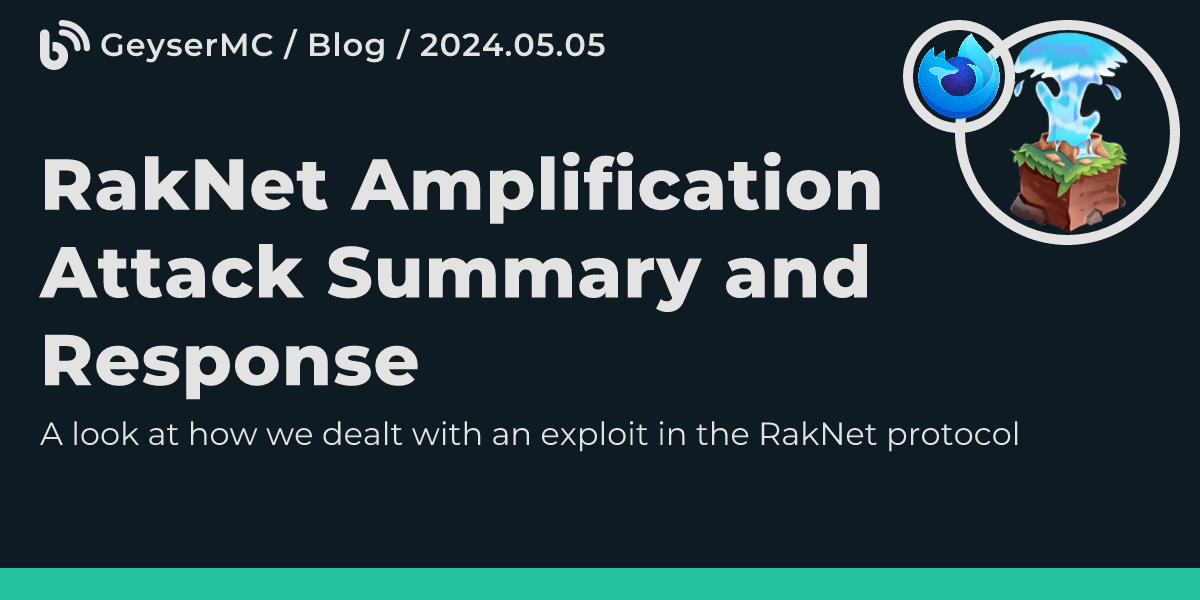 GeyserMC / Blog / 2024.05.05
RakNet Amplification
Attack Summary and
Response
A look at how we dealt with an exploit in the RakNet protocol